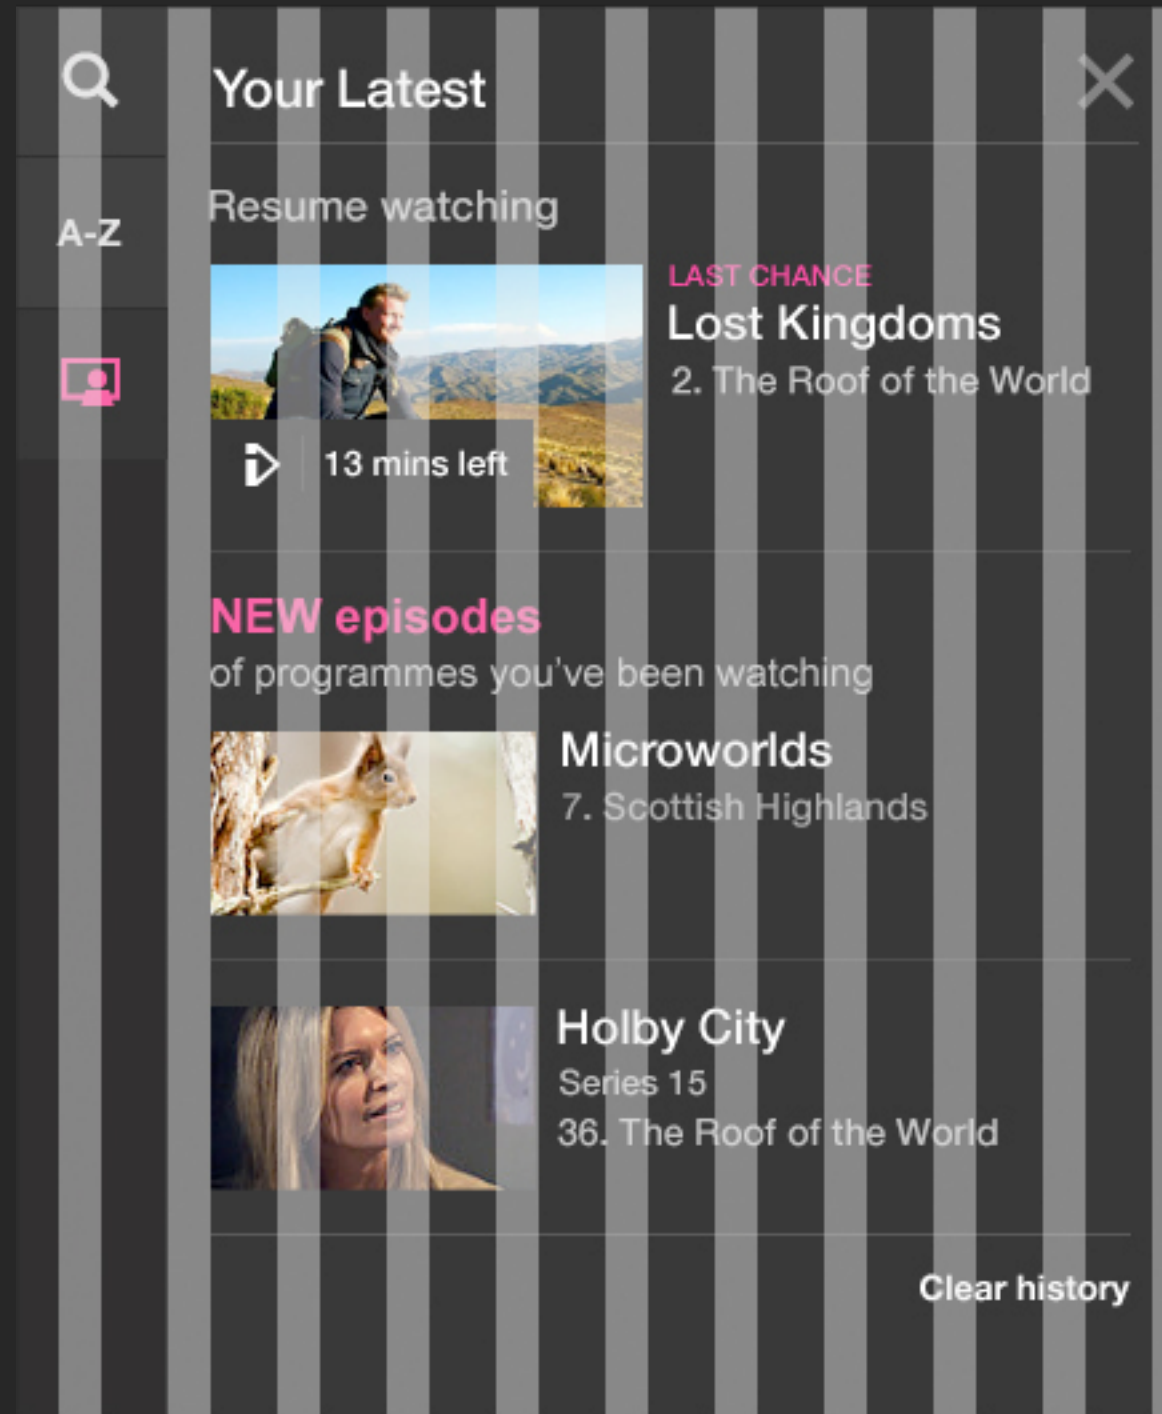 Your Latest
A-Z
Resume watching
LAST CHANCE
Lost Kingdoms
2. The Roof of the World
13 mins left
NEW episodes
of programmes you've been watching
Microworlds
7. Scottish Highlands
Holby City
Series 15
36. The Roof of the World
Clear history